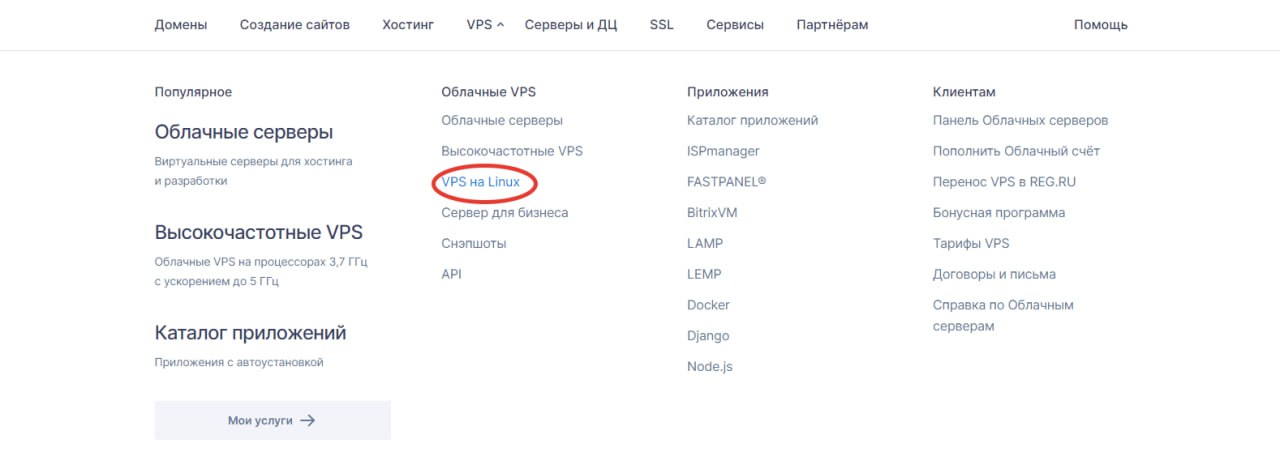 Домены Создание сайтов Хостинг VPS Серверы и ДЦ SSL Сервисы Партнёрам Помощь
Популярное
Облачные серверы
Виртуальные серверы для хостинга
и разработки
Высокочастотные VPS
Облачные VPS на процессорах 3,7 ГГц
с ускорением до 5 ГГц
Каталог приложений
Приложения с автоустановкой
Мои услуги →
Облачные VPS
Облачные серверы
Высокочастотные VPS
VPS на Linux
Сервер для бизнеса
Снэпшоты
API
Приложения
Каталог приложений
ISPmanager
FASTPANEL®
BitrixVM
LAMP
LEMP
Docker
Django
Node.js
Клиентам
Панель Облачных серверов
Пополнить Облачный счёт
Перенос VPS в REG.RU
Бонусная программа
Тарифы VPS
Договоры и письма
Справка по Облачным
серверам